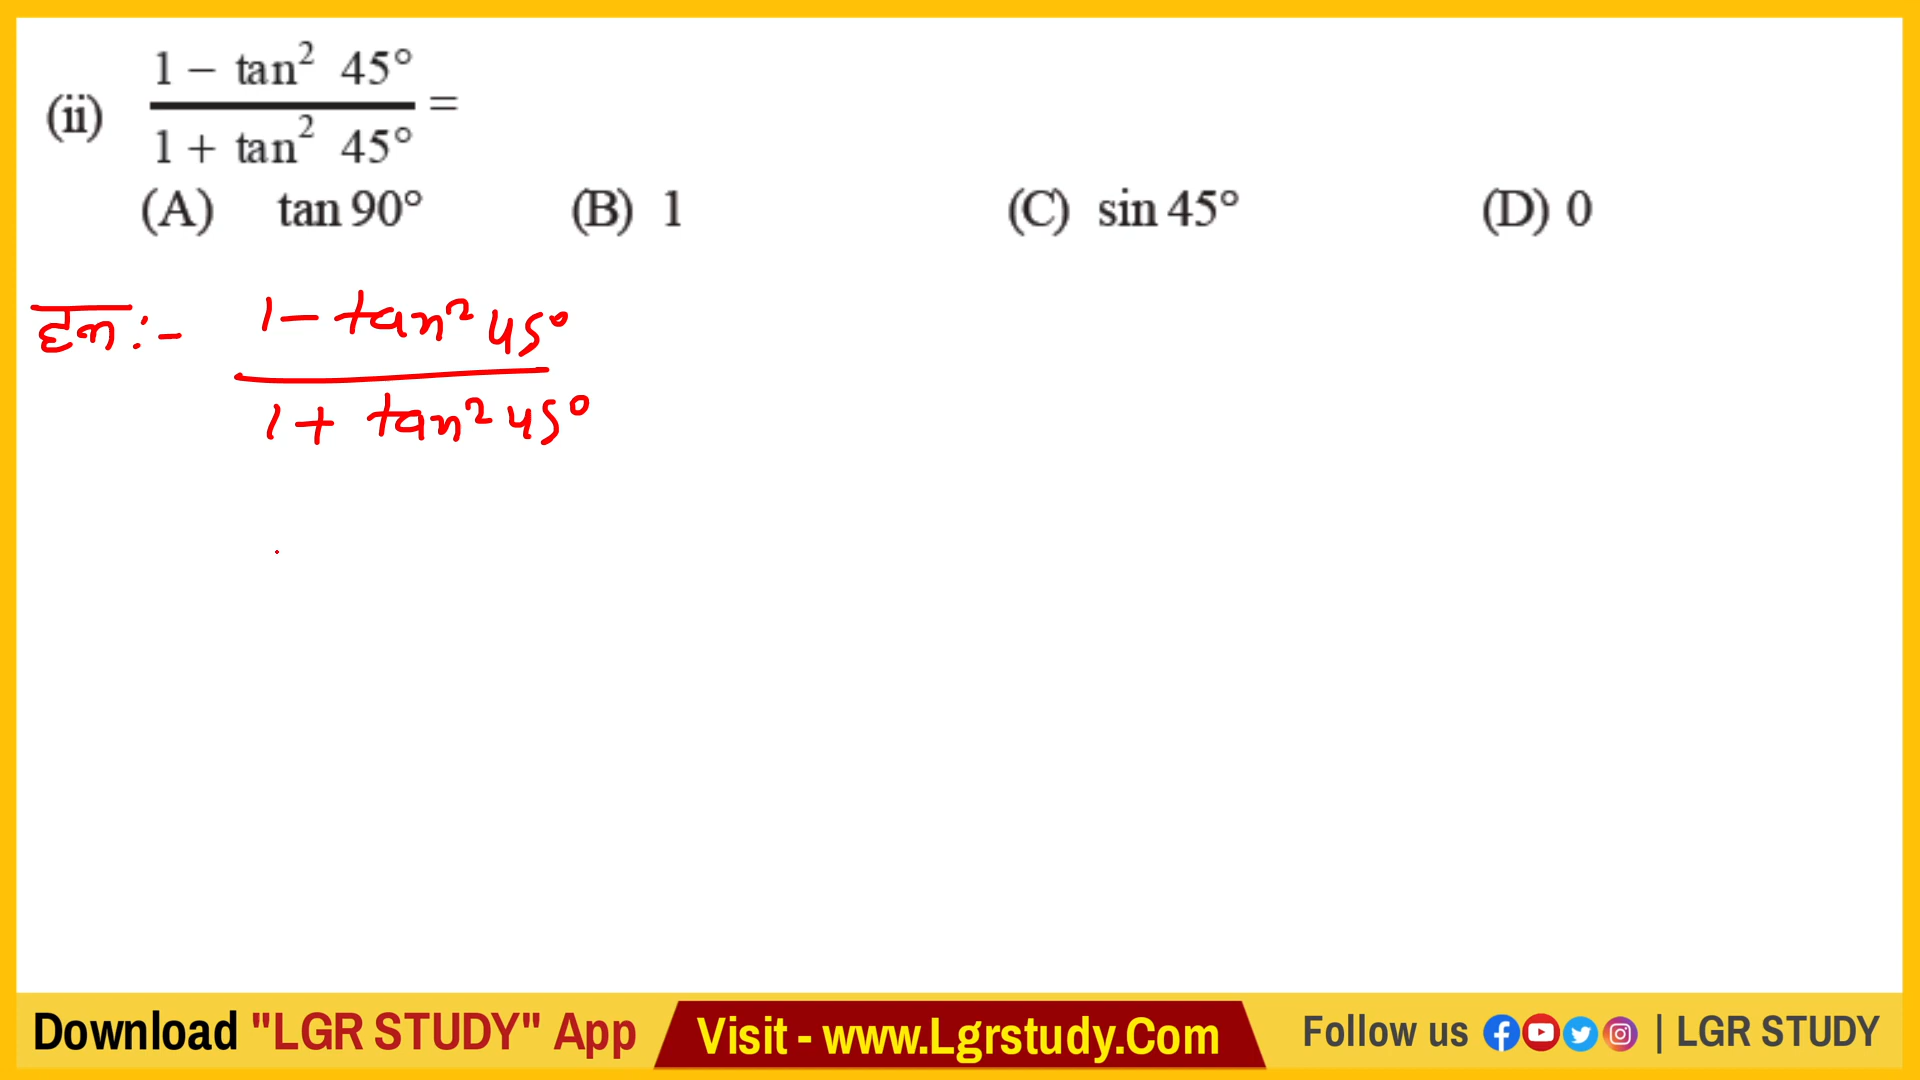 (ii) 1 − tan² 45° / 1 + tan² 45° =
(A) tan 90° (B) 1 (C) sin 45° (D) 0
हल :- 1 - tan² 45°
1 + tan² 45°
Download "LGR STUDY" App Visit - www.Lgrstudy.Com Follow us | LGR STUDY